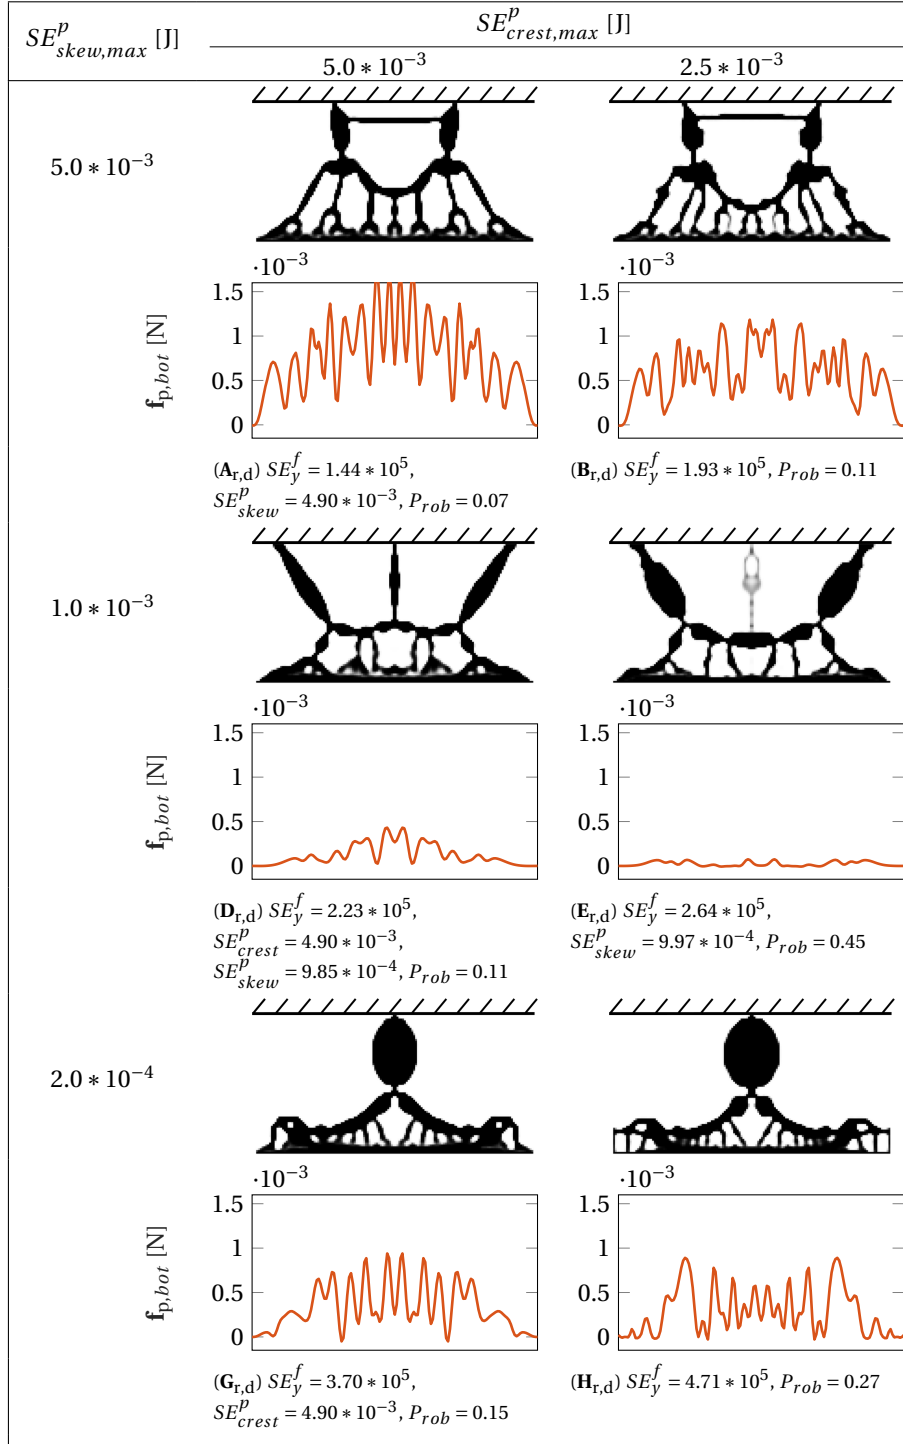 SE^p_{skew,max} [J]
SE^p_{crest,max} [J]
5.0 * 10^{-3} 2.5 * 10^{-3}
5.0 * 10^{-3}
·10^{-3} ·10^{-3}
1.5 1.5
1 1
0.5 0.5
0 0
f_{p,bot} [N]
(A_{r,d}) SE^f_y = 1.44 * 10^5,
SE^p_{skew} = 4.90 * 10^{-3}, P_{rob} = 0.07
(B_{r,d}) SE^f_y = 1.93 * 10^5, P_{rob} = 0.11
1.0 * 10^{-3}
·10^{-3} ·10^{-3}
1.5 1.5
1 1
0.5 0.5
0 0
f_{p,bot} [N]
(D_{r,d}) SE^f_y = 2.23 * 10^5,
SE^p_{crest} = 4.90 * 10^{-3},
SE^p_{skew} = 9.85 * 10^{-4}, P_{rob} = 0.11
(E_{r,d}) SE^f_y = 2.64 * 10^5,
SE^p_{skew} = 9.97 * 10^{-4}, P_{rob} = 0.45
2.0 * 10^{-4}
·10^{-3} ·10^{-3}
1.5 1.5
1 1
0.5 0.5
0 0
f_{p,bot} [N]
(G_{r,d}) SE^f_y = 3.70 * 10^5,
SE^p_{crest} = 4.90 * 10^{-3}, P_{rob} = 0.15
(H_{r,d}) SE^f_y = 4.71 * 10^5, P_{rob} = 0.27